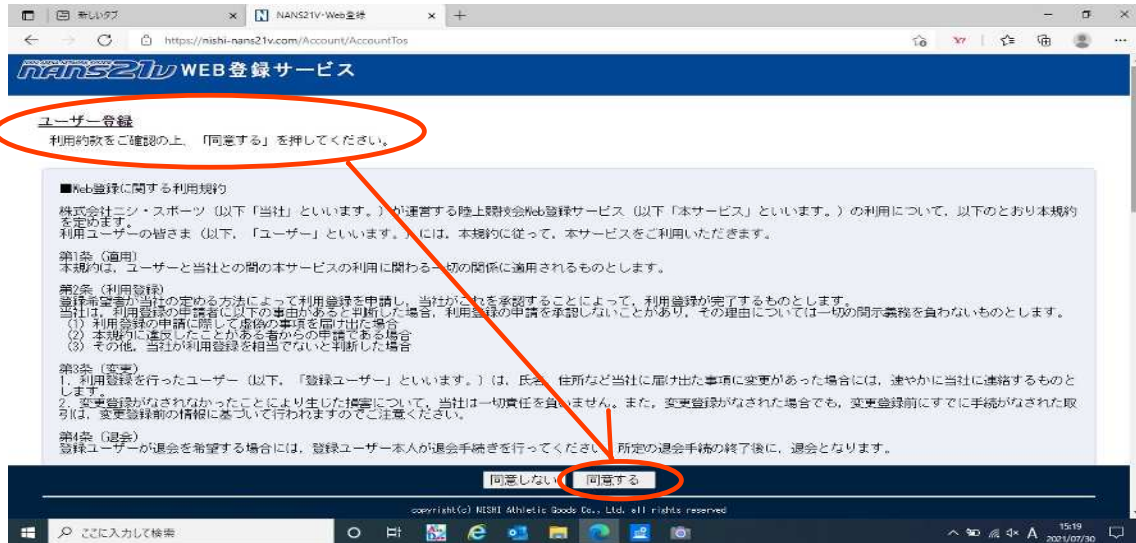 新しいタブ
NANS21V-Web登録
https://nishi-nans21v.com/Account/AccountTos
nans21v WEB登録サービス
ユーザー登録
利用約款をご確認の上、「同意する」を押してください。
■Web登録に関する利用規約
株式会社ニシ・スポーツ（以下「当社」といいます。）が運営する陸上競技会Web登録サービス（以下「本サービス」といいます。）の利用について、以下のとおり本規約
を定めます。
利用ユーザーの皆さま（以下、「ユーザー」といいます。）には、本規約に従って、本サービスをご利用いただきます。
第1条（適用）
本規約は、ユーザーと当社との間の本サービスの利用に関わる一切の関係に適用されるものとします。
第2条（利用登録）
登録希望者が当社の定める方法によって利用登録を申請し、当社がこれを承認することによって、利用登録が完了するものとします。
当社は、利用登録の申請者に以下の事由があると判断した場合、利用登録の申請を承認しないことがあり、その理由については一切の開示義務を負わないものとします。
(1) 利用登録の申請に際して虚偽の事項を届け出た場合
(2) 本規約に違反したことがある者からの申請である場合
(3) その他、当社が利用登録を相当でないと判断した場合
第3条（変更）
1. 利用登録を行ったユーザー（以下、「登録ユーザー」といいます。）は、氏名、住所など当社に届け出た事項に変更があった場合には、速やかに当社に連絡するものと
します。
2. 変更登録がなされなかったことにより生じた損害について、当社は一切責任を負いません。また、変更登録がなされた場合でも、変更登録前にすでに手続がなされた取
引は、変更登録前の情報に基づいて行われますのでご注意ください。
第4条（退会）
登録ユーザーが退会を希望する場合には、登録ユーザー本人が退会手続きを行ってください。所定の退会手続の終了後に、退会となります。
同意しない 同意する
copyright(c) NISHI Athletic Goods Co., Ltd. all rights reserved
ここに入力して検索
A
15:19
2021/07/30